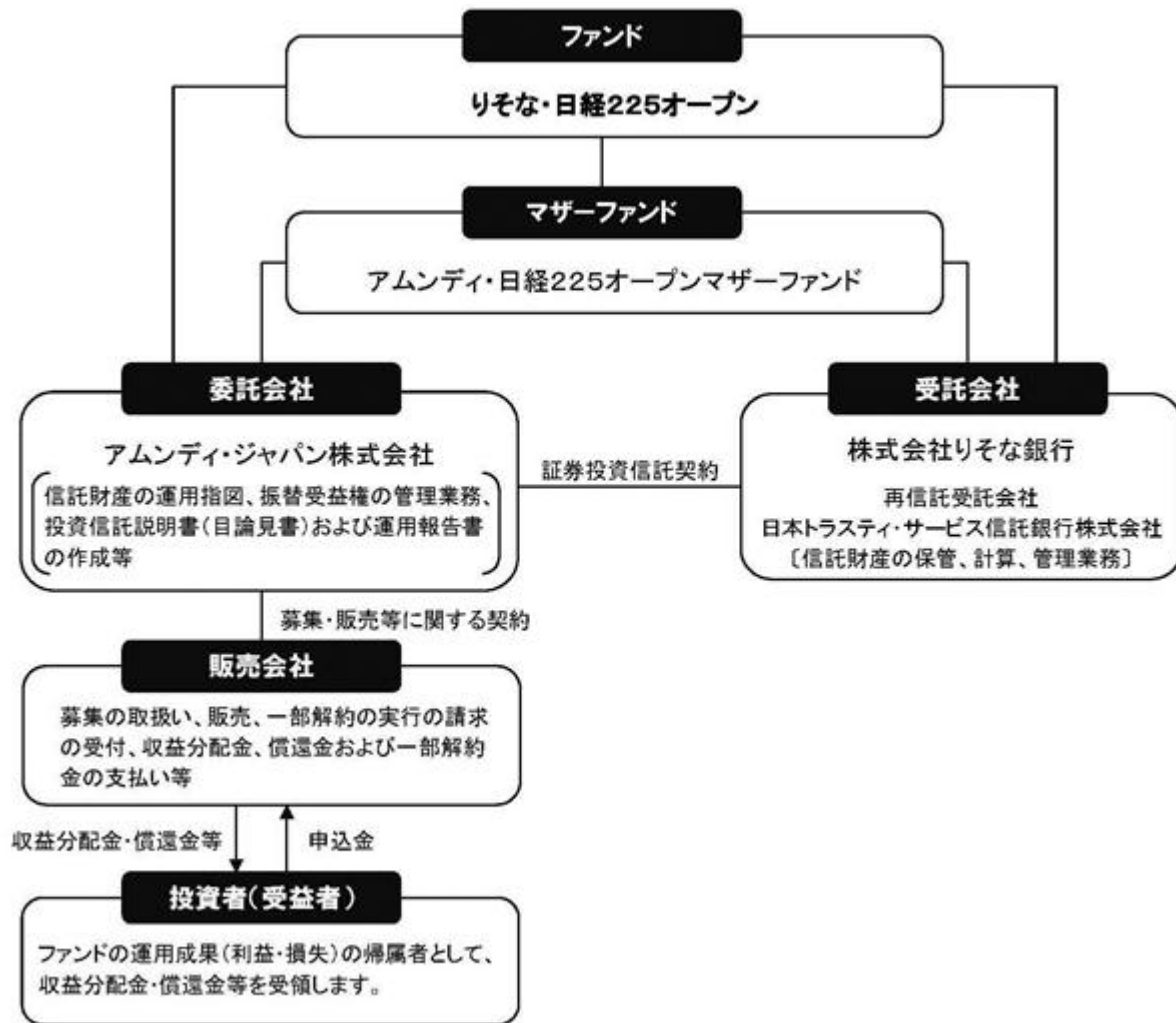 ファンド
りそな・日経225オープン
マザーファンド
アムンディ・日経225オープンマザーファンド
委託会社
アムンディ・ジャパン株式会社
信託財産の運用指図、振替受益権の管理業務、
投資信託説明書(目論見書)および運用報告書
の作成等
証券投資信託契約
受託会社
株式会社りそな銀行
再信託受託会社
日本トラスティ・サービス信託銀行株式会社
〔信託財産の保管、計算、管理業務〕
募集・販売等に関する契約
販売会社
募集の取扱い、販売、一部解約の実行の請求
の受付、収益分配金、償還金および一部解約
金の支払い等
収益分配金・償還金等
申込金
投資者(受益者)
ファンドの運用成果(利益・損失)の帰属者として、
収益分配金・償還金等を受領します。